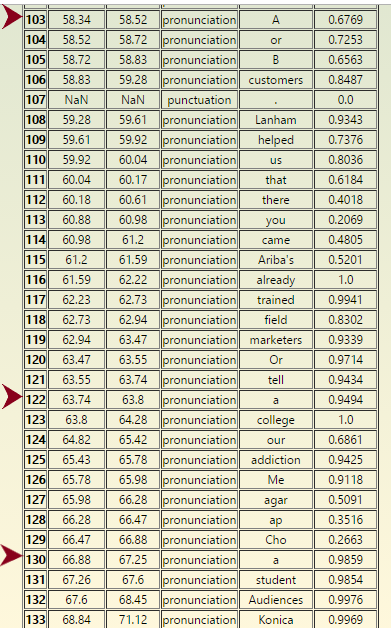 103 58.34 58.52 pronunciation A 0.6769
104 58.52 58.72 pronunciation or 0.7253
105 58.72 58.83 pronunciation B 0.6563
106 58.83 59.28 pronunciation customers 0.8487
107 NaN NaN punctuation . 0.0
108 59.28 59.61 pronunciation Lanham 0.9343
109 59.61 59.92 pronunciation helped 0.7376
110 59.92 60.04 pronunciation us 0.8036
111 60.04 60.17 pronunciation that 0.6184
112 60.18 60.61 pronunciation there 0.4018
113 60.88 60.98 pronunciation you 0.2069
114 60.98 61.2 pronunciation came 0.4805
115 61.2 61.59 pronunciation Ariba's 0.5201
116 61.59 62.22 pronunciation already 1.0
117 62.23 62.73 pronunciation trained 0.9941
118 62.73 62.94 pronunciation field 0.8302
119 62.94 63.47 pronunciation marketers 0.9339
120 63.47 63.55 pronunciation Or 0.9714
121 63.55 63.74 pronunciation tell 0.9434
122 63.74 63.8 pronunciation a 0.9494
123 63.8 64.28 pronunciation college 1.0
124 64.82 65.42 pronunciation our 0.6861
125 65.43 65.78 pronunciation addiction 0.9425
126 65.78 65.98 pronunciation Me 0.9118
127 65.98 66.28 pronunciation agar 0.5091
128 66.28 66.47 pronunciation ap 0.3516
129 66.47 66.88 pronunciation Cho 0.2663
130 66.88 67.25 pronunciation a 0.9859
131 67.26 67.6 pronunciation student 0.9854
132 67.6 68.45 pronunciation Audiences 0.9976
133 68.84 71.12 pronunciation Konica 0.9969